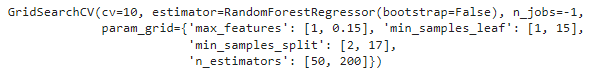 GridSearchCV(cv=10, estimator=RandomForestRegressor(bootstrap=False), n_jobs=-1,
             param_grid={'max_features': [1, 0.15], 'min_samples_leaf': [1, 15],
                         'min_samples_split': [2, 17],
                         'n_estimators': [50, 200]})